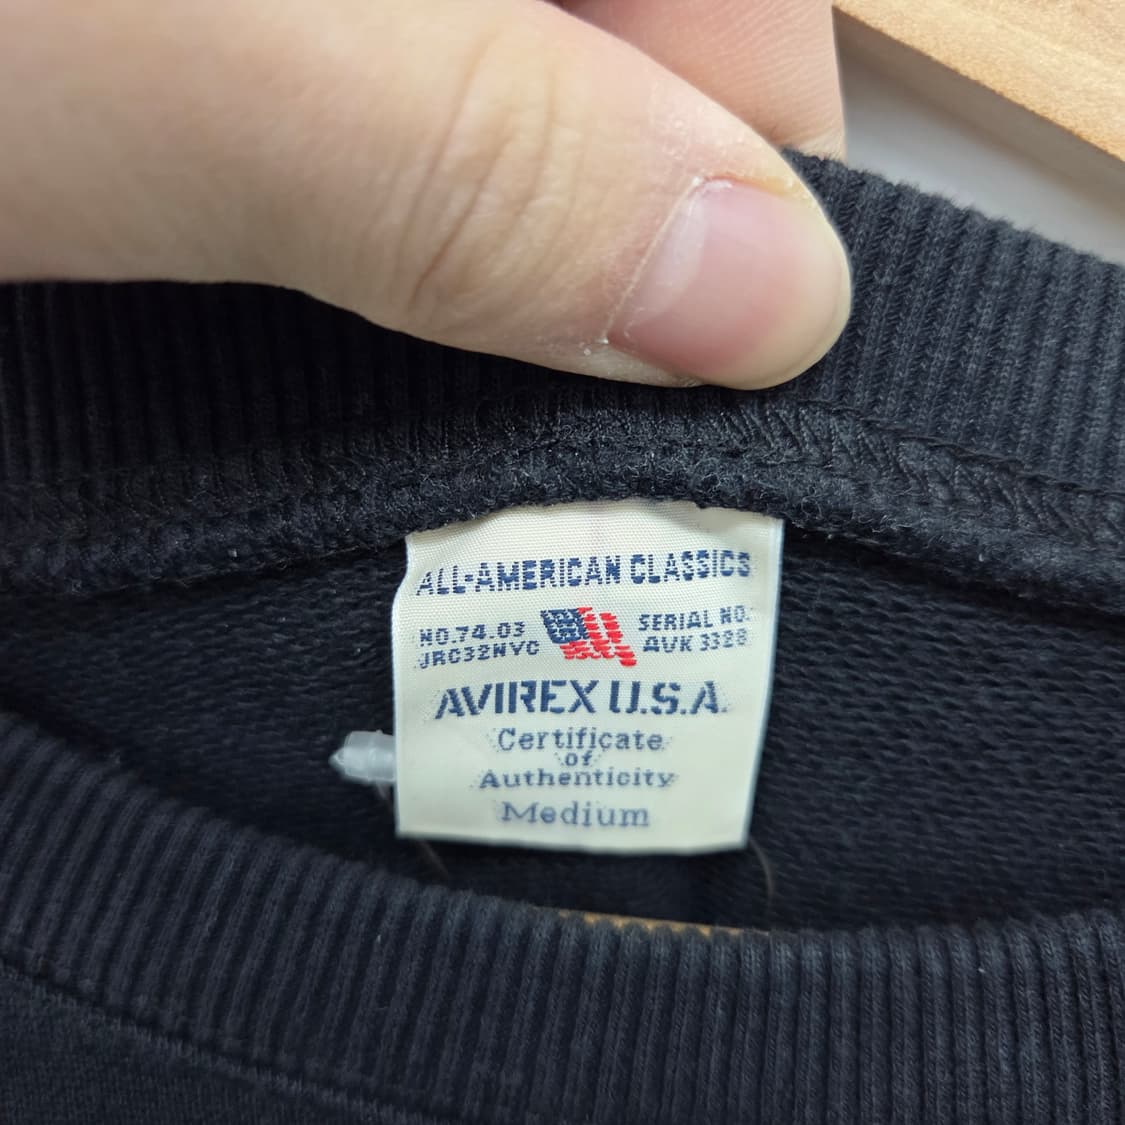 ALL-AMERICAN CLASSICS
NO.74.03
JRC32NYC
SERIAL NO.
AVK 3328
AVIREX U.S.A.
Certificate
of
Authenticity
Medium